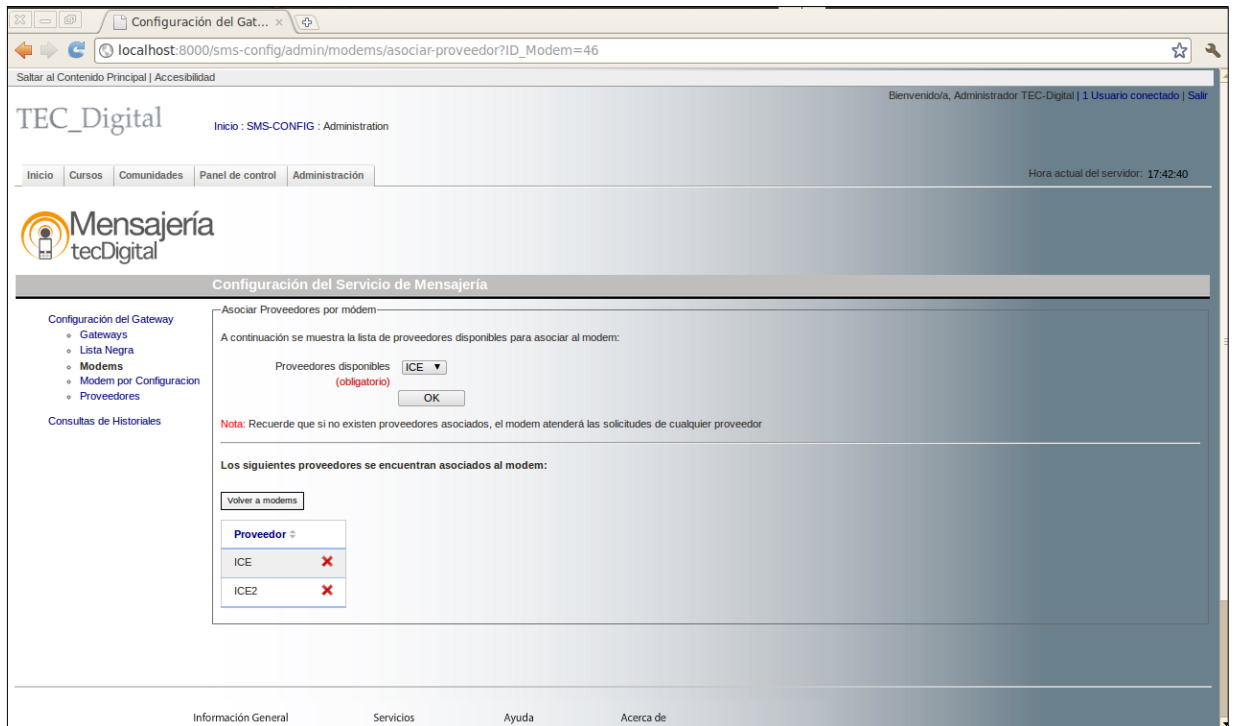 Configuración del Gat...
localhost:8000/sms-config/admin/modems/asociar-proveedor?ID_Modem=46
Saltar al Contenido Principal | Accesibilidad
Bienvenido/a, Administrador TEC-Digital | 1 Usuario conectado | Salir
TEC_Digital
Inicio : SMS-CONFIG : Administration
Inicio Cursos Comunidades Panel de control Administración
Hora actual del servidor: 17:42:40
Mensajería
tecDigital
Configuración del Servicio de Mensajería
Configuración del Gateway
Gateways
Lista Negra
Modems
Modem por Configuracion
Proveedores
Consultas de Historiales
Asociar Proveedores por módem
A continuación se muestra la lista de proveedores disponibles para asociar al modem:
Proveedores disponibles ICE
(obligatorio)
OK
Nota: Recuerde que si no existen proveedores asociados, el modem atenderá las solicitudes de cualquier proveedor
Los siguientes proveedores se encuentran asociados al modem:
Volver a modems
Proveedor
ICE
ICE2
Información General Servicios Ayuda Acerca de